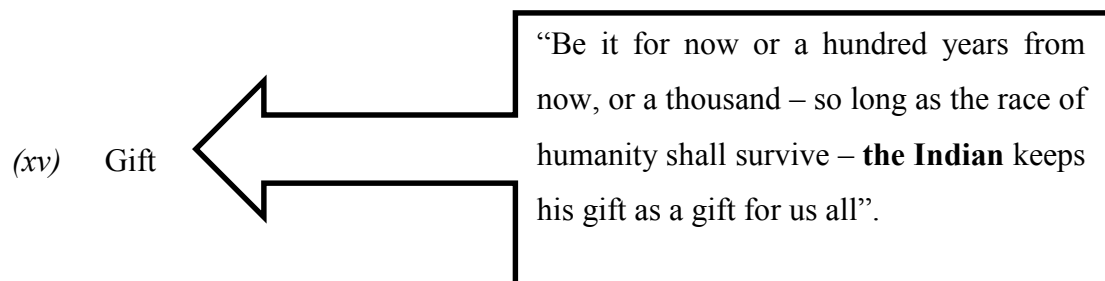 “Be it for now or a hundred years from
now, or a thousand – so long as the race of
humanity shall survive – the Indian keeps
his gift as a gift for us all”.
(xv) Gift